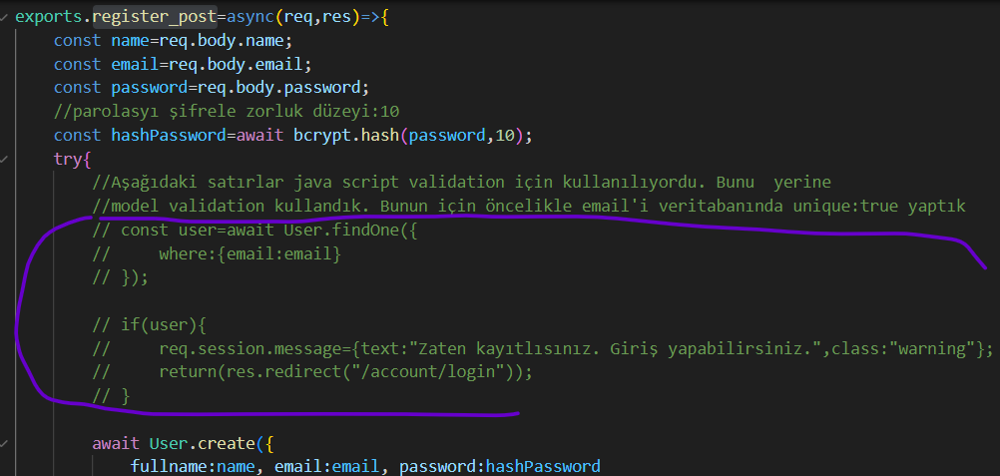 exports.register_post=async(req,res)=>{
const name=req.body.name;
const email=req.body.email;
const password=req.body.password;
//parolasyı şifrele zorluk düzeyi:10
const hashPassword=await bcrypt.hash(password,10);
try{
//Aşağıdaki satırlar java script validation için kullanılıyordu. Bunu  yerine
//model validation kullandık. Bunun için öncelikle email'i veritabanında unique:true yaptık
// const user=await User.findOne({
//     where:{email:email}
// });
// if(user){
//     req.session.message={text:"Zaten kayıtlısınız. Giriş yapabilirsiniz.",class:"warning"};
//     return(res.redirect("/account/login"));
// }
await User.create({
fullname:name, email:email, password:hashPassword